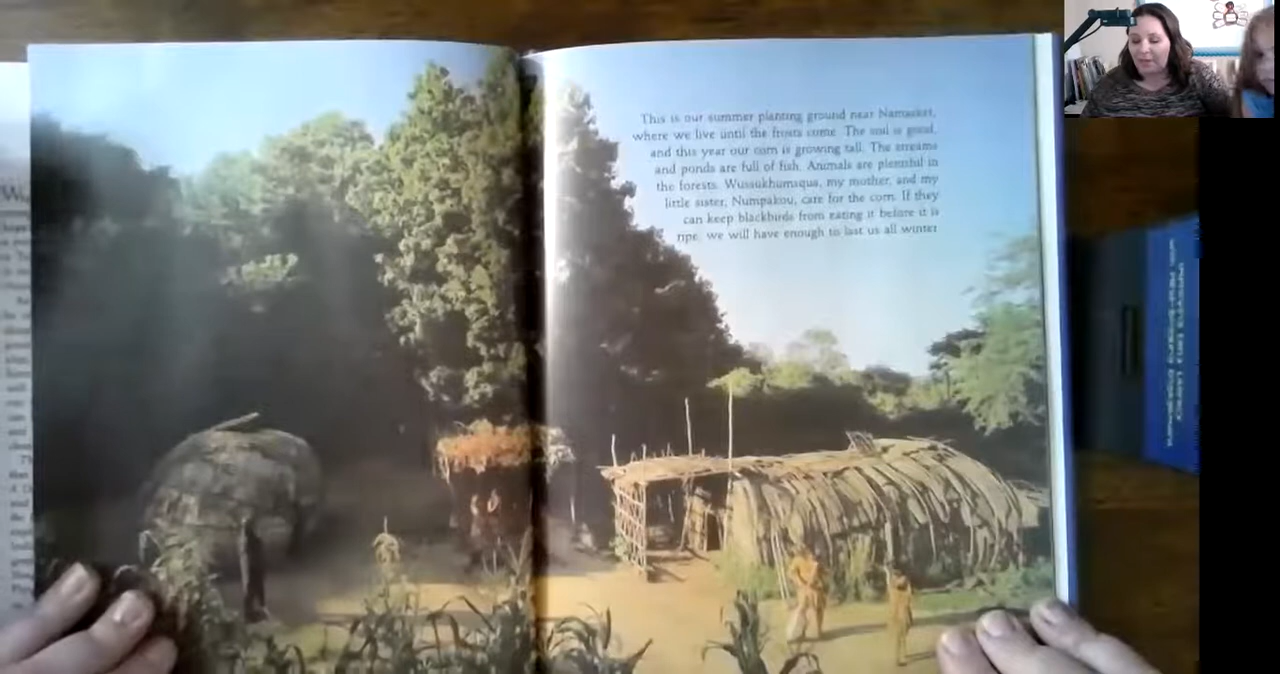 This is our summer planting ground near Namasket,
where we live until the frosts come. The soil is good,
and this year our corn is growing tall. The streams
and ponds are full of fish. Animals are plentiful in
the forests. Wussukhumsqua, my mother, and my
little sister, Numpakou, care for the corn. If they
can keep blackbirds from eating it before it is
ripe, we will have enough to last us all winter